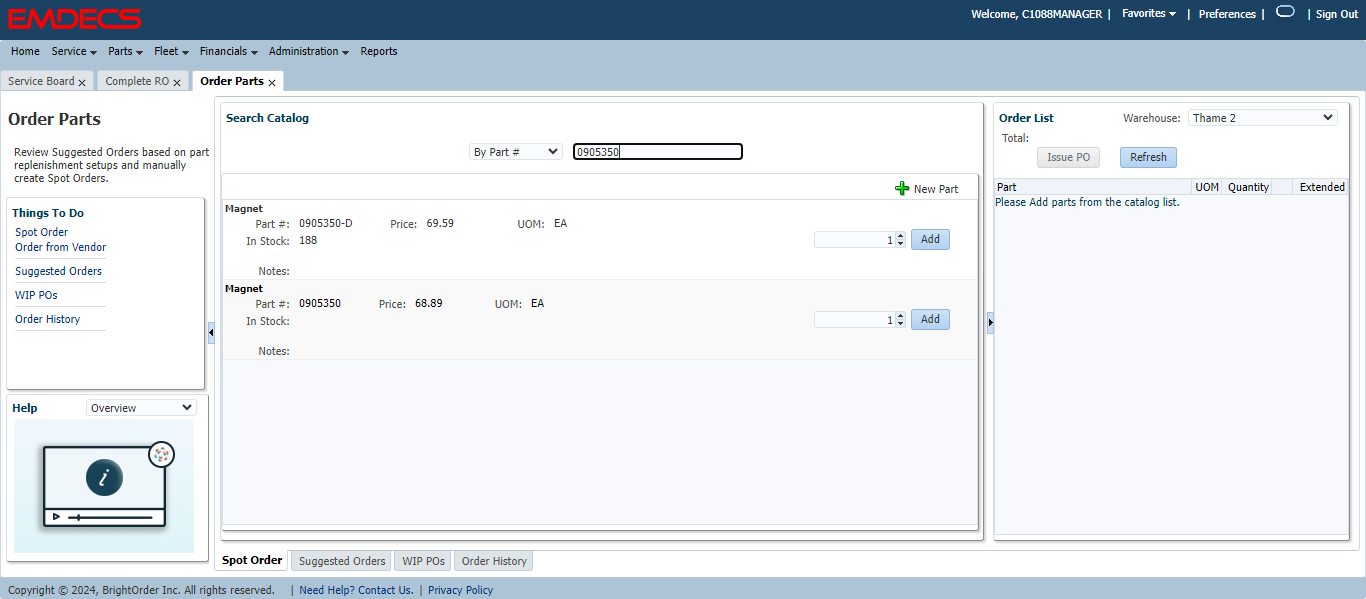 EMDECS
Welcome, C1088MANAGER | Favorites | Preferences | | Sign Out
Home Service Parts Fleet Financials Administration Reports
Service Board x Complete RO x Order Parts x
Order Parts
Review Suggested Orders based on part
replenishment setups and manually
create Spot Orders.
Things To Do
Spot Order
Order from Vendor
Suggested Orders
WIP POs
Order History
Help Overview
i
Search Catalog
By Part # 0905350
New Part
Magnet
Part #: 0905350-D Price: 69.59 UOM: EA
In Stock: 188 1 Add
Notes:
Magnet
Part #: 0905350 Price: 68.89 UOM: EA
In Stock: 1 Add
Notes:
Spot Order Suggested Orders WIP POs Order History
Order List Warehouse: Thame 2
Total:
Issue PO Refresh
Part UOM Quantity Extended
Please Add parts from the catalog list.
Copyright © 2024, BrightOrder Inc. All rights reserved. | Need Help? Contact Us. | Privacy Policy